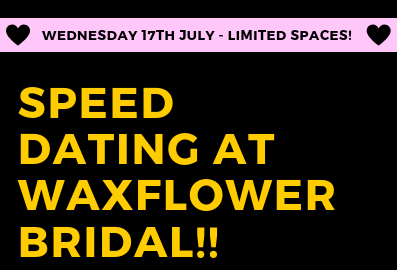 WEDNESDAY 17TH JULY - LIMITED SPACES!
SPEED
DATING AT
WAXFLOWER
BRIDAL!!